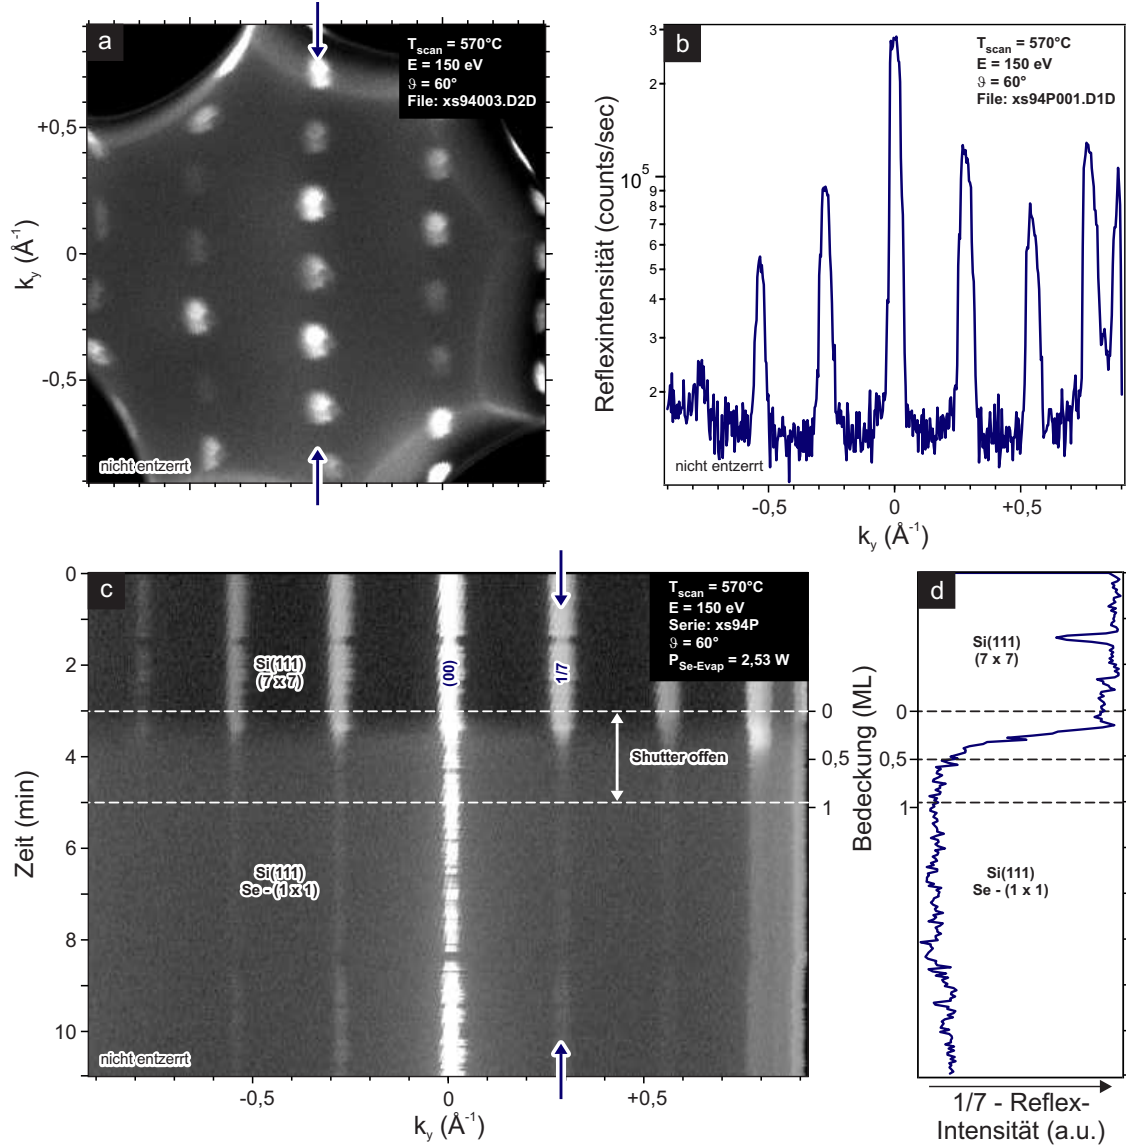 a
T_scan = 570°C
E = 150 eV
ϑ = 60°
File: xs94003.D2D
+0,5
0
-0,5
k_y (Å^-1)
nicht entzerrt
b
T_scan = 570°C
E = 150 eV
ϑ = 60°
File: xs94P001.D1D
3
2
10^5
9
8
7
6
5
4
3
2
Reflexintensität (counts/sec)
nicht entzerrt
-0,5
0
+0,5
k_y (Å^-1)
c
T_scan = 570°C
E = 150 eV
Serie: xs94P
ϑ = 60°
P_Se-Evap = 2,53 W
0
2
4
6
8
10
Zeit (min)
Si(111)
(7 x 7)
(00)
1/7
Shutter offen
Si(111)
Se - (1 x 1)
nicht entzerrt
-0,5
0
+0,5
k_y (Å^-1)
0
0,5
1
Bedeckung (ML)
0
0,5
1
d
Si(111)
(7 x 7)
Si(111)
Se - (1 x 1)
1/7 - Reflex-
Intensität (a.u.)